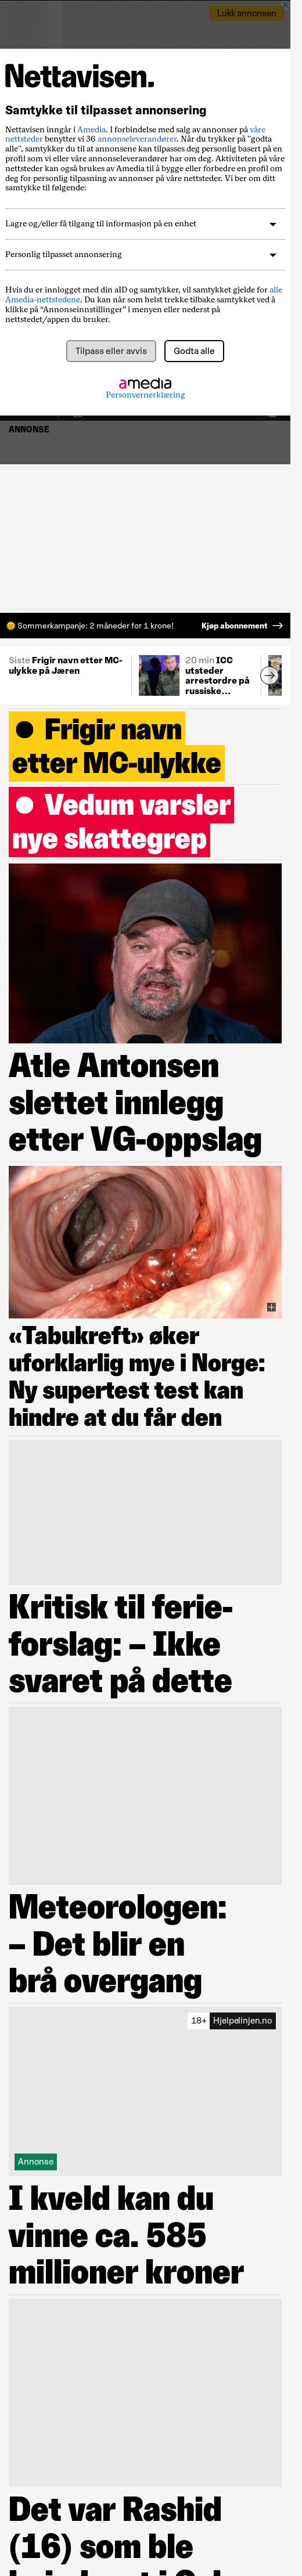 Lukk annonsen
Nettavisen.
Samtykke til tilpasset annonsering
Nettavisen inngår i Amedia. I forbindelse med salg av annonser på våre
nettsteder benytter vi 36 annonseleverandører. Når du trykker på "godta
alle", samtykker du til at annonsene kan tilpasses deg personlig basert på en
profil som vi eller våre annonseleverandører har om deg. Aktiviteten på våre
nettsteder kan også brukes av Amedia til å bygge eller forbedre en profil om
deg for personlig tilpasning av annonser på våre nettsteder. Vi ber om ditt
samtykke til følgende:
Lagre og/eller få tilgang til informasjon på en enhet
Personlig tilpasset annonsering
Hvis du er innlogget med din aID og samtykker, vil samtykket gjelde for alle
Amedia-nettstedene. Du kan når som helst trekke tilbake samtykket ved å
klikke på "Annonseinnstillinger" i menyen eller nederst på
nettstedet/appen du bruker.
Tilpass eller avvis
Godta alle
amedia
Personvernerklæring
ANNONSE
🌞 Sommerkampanje: 2 måneder for 1 krone!
Kjøp abonnement →
Siste Frigir navn etter MC-
ulykke på Jæren
20 min ICC
utsteder
arrestordre på
russiske...
Frigir navn
etter MC-ulykke
Vedum varsler
nye skattegrep
Atle Antonsen
slettet innlegg
etter VG-oppslag
«Tabukreft» øker
uforklarlig mye i Norge:
Ny supertest test kan
hindre at du får den
Kritisk til ferie-
forslag: – Ikke
svaret på dette
Meteorologen:
– Det blir en
brå overgang
18+ Hjelpelinjen.no
Annonse
I kveld kan du
vinne ca. 585
millioner kroner
Det var Rashid
(16) som ble